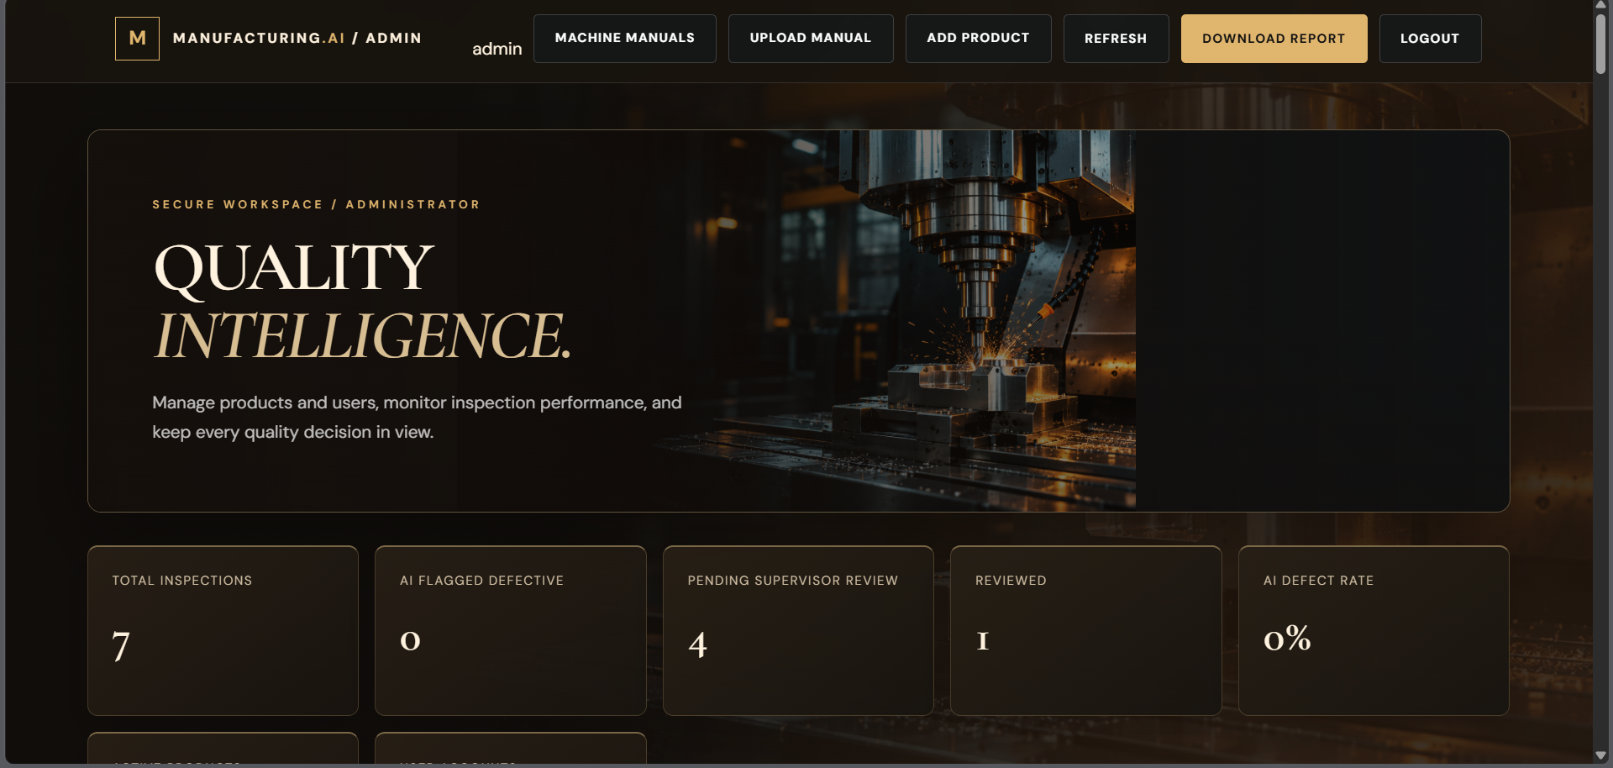 M
MANUFACTURING.AI / ADMIN
admin
MACHINE MANUALS
UPLOAD MANUAL
ADD PRODUCT
REFRESH
DOWNLOAD REPORT
LOGOUT
SECURE WORKSPACE / ADMINISTRATOR
QUALITY
INTELLIGENCE.
Manage products and users, monitor inspection performance, and
keep every quality decision in view.
TOTAL INSPECTIONS
7
AI FLAGGED DEFECTIVE
0
PENDING SUPERVISOR REVIEW
4
REVIEWED
1
AI DEFECT RATE
0%